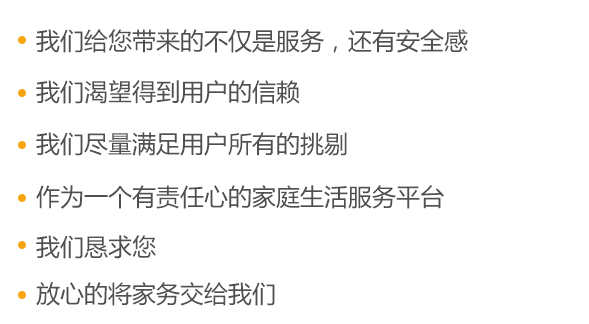 我们给您带来的不仅是服务，还有安全感
我们渴望得到用户的信赖
我们尽量满足用户所有的挑剔
作为一个有责任心的家庭生活服务平台
我们恳求您
放心的将家务交给我们